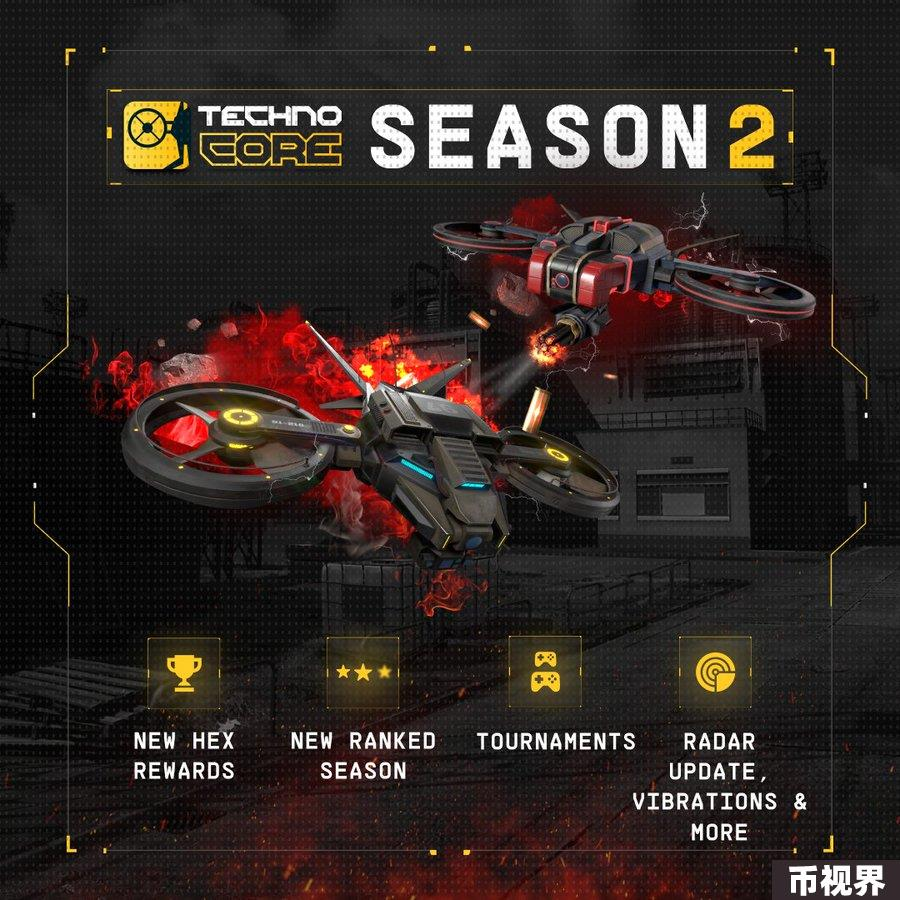 TECHNO
CORE
SEASON 2
NEW HEX
REWARDS
NEW RANKED
SEASON
TOURNAMENTS
RADAR
UPDATE,
VIBRATIONS &
MORE
币视界